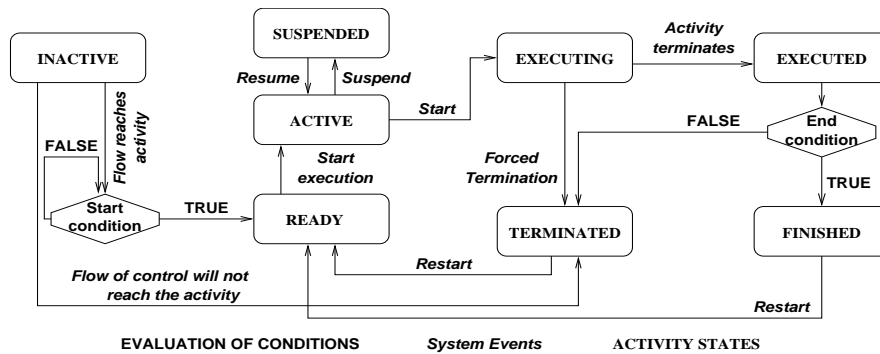 SUSPENDED
INACTIVE
EXECUTING
Activity
terminates
EXECUTED
Resume
Suspend
Flow reaches
activity
ACTIVE
Start
FALSE
FALSE
End
condition
Start
execution
Forced
Termination
TRUE
Start
condition
TRUE
READY
TERMINATED
FINISHED
Restart
Flow of control will not
reach the activity
Restart
EVALUATION OF CONDITIONS
System Events
ACTIVITY STATES